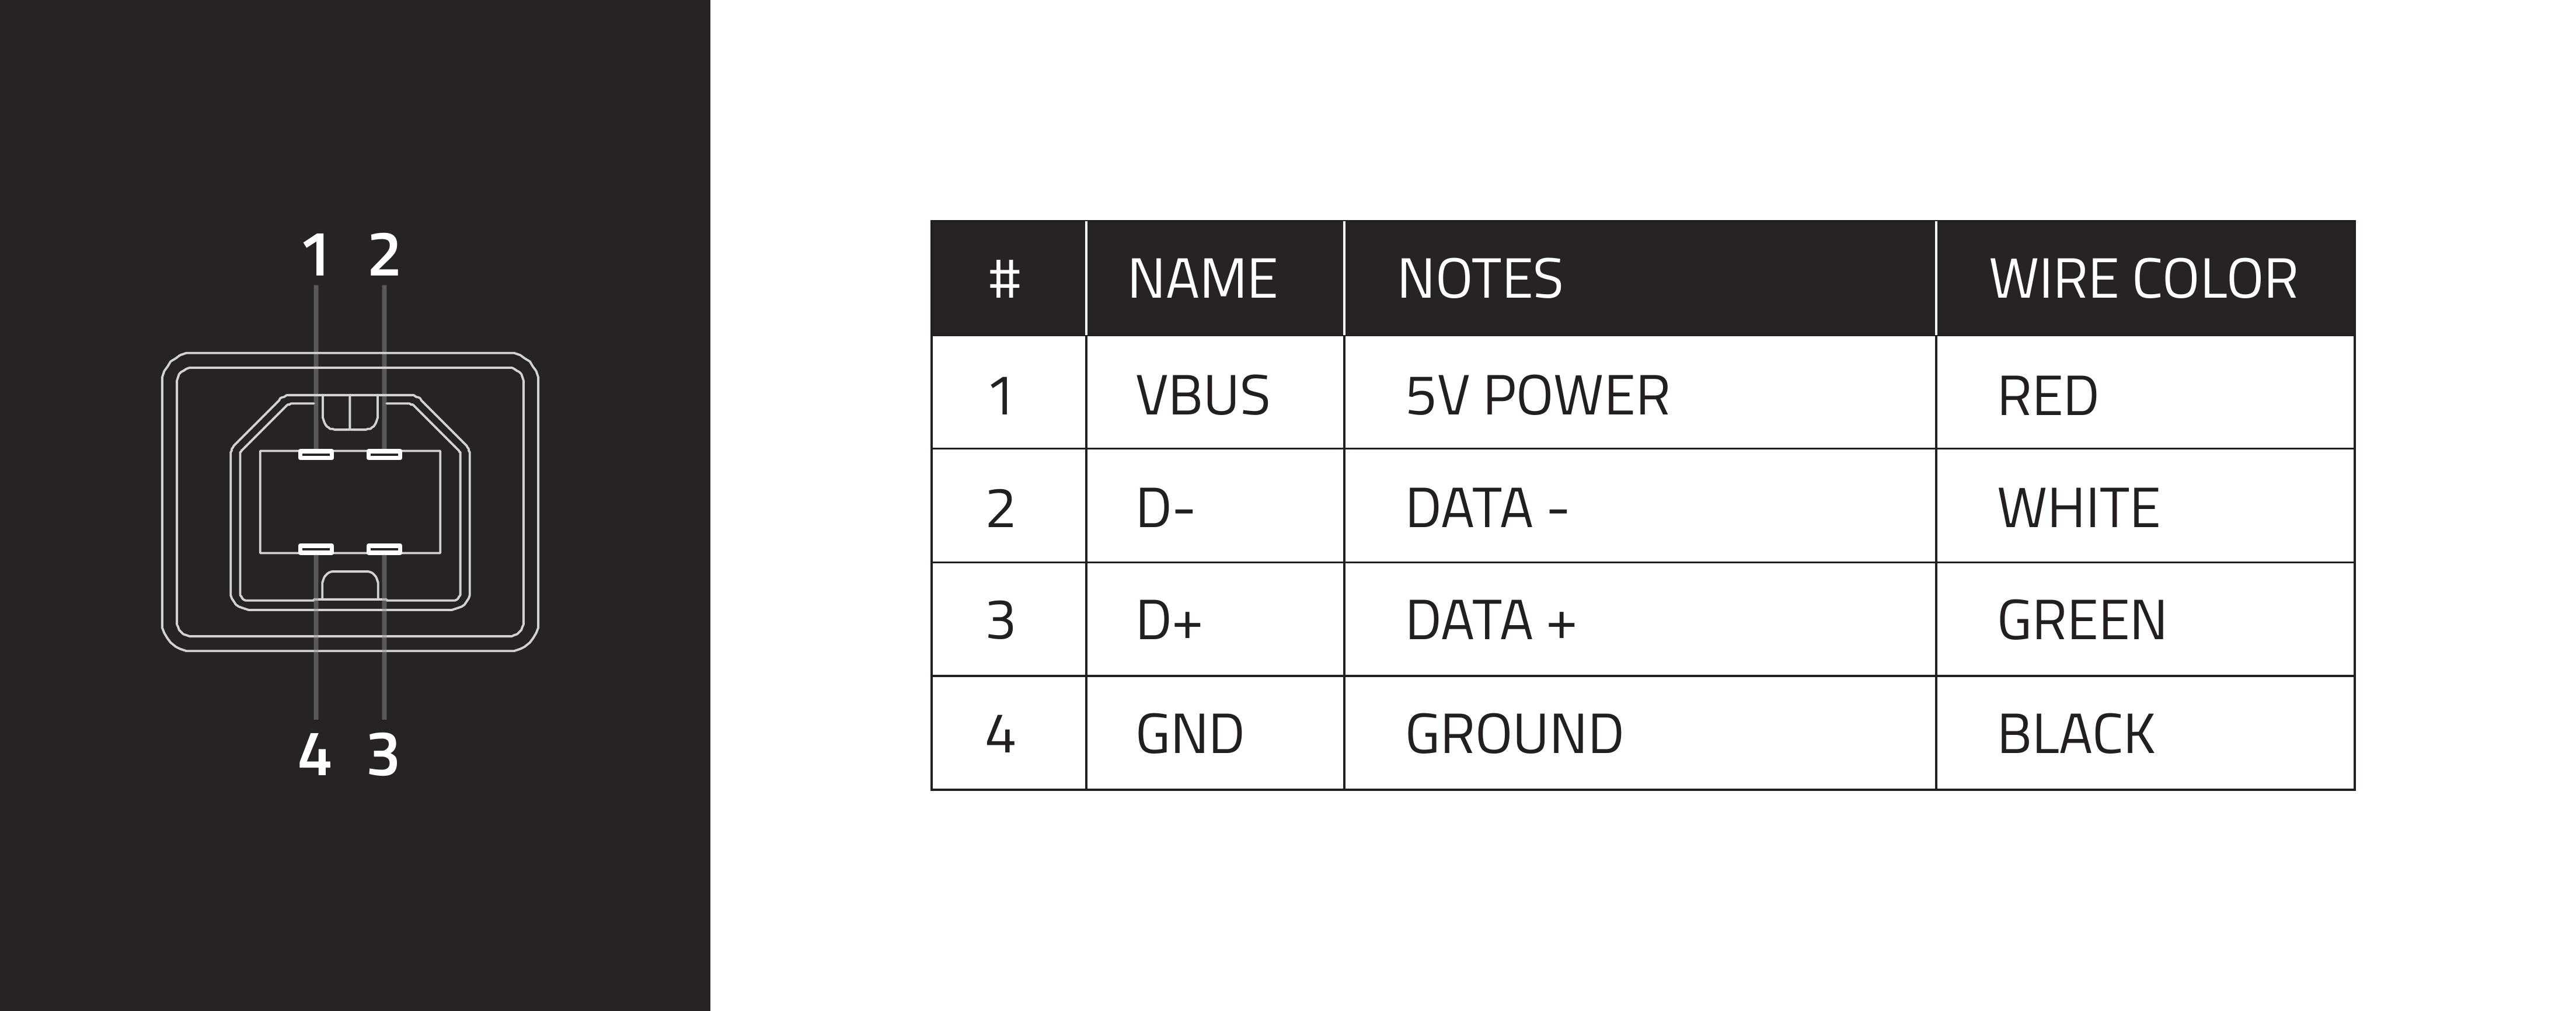 1 2
4 3
# NAME NOTES WIRE COLOR
1 VBUS 5V POWER RED
2 D- DATA - WHITE
3 D+ DATA + GREEN
4 GND GROUND BLACK